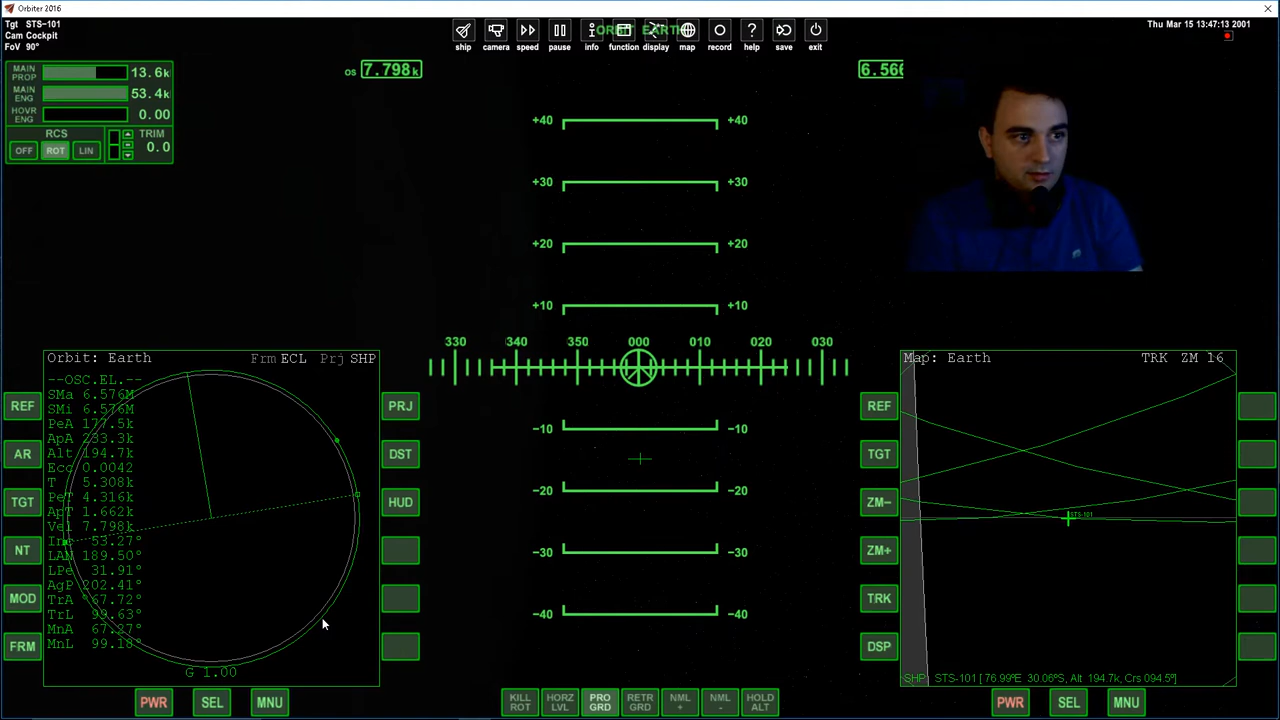 Orbiter 2016
Tgt STS-101
Cam Cockpit
FoV 90°
ship camera speed pause info function display map record help save exit
ORBIT EARTH
Thu Mar 15 13:47:13 2001
MAIN PROP 13.6k
MAIN ENG 53.4k
HOVR ENG 0.00
RCS TRIM
OFF ROT LIN 0.0
OS 7.798k
6.566
+40 +40
+30 +30
+20 +20
+10 +10
330 340 350 000 010 020 030
-10 -10
-20 -20
-30 -30
-40 -40
Orbit: Earth Frm ECL Prj SHP
--OSC.EL.--
SMa 6.576M
SMi 6.576M
PeA 177.5k
ApA 233.3k
Alt 194.7k
Ecc 0.0042
T 5.308k
PeT 4.316k
ApT 1.662k
Vel 7.798k
Inc 53.27°
LAN 189.50°
LPe 31.91°
AgP 202.41°
TrA 67.72°
TrL 99.63°
MnA 67.27°
MnL 99.18°
G 1.00
REF
AR
TGT
NT
MOD
FRM
PRJ
DST
HUD
PWR SEL MNU
KILL ROT
HORZ LVL
PRO GRD
RETR GRD
NML +
NML -
HOLD ALT
Map: Earth TRK ZM 16
STS-101
SHP STS-101 [ 76.99ºE 30.06ºS, Alt 194.7k, Crs 094.5º]
REF
TGT
ZM-
ZM+
TRK
DSP
PWR SEL MNU